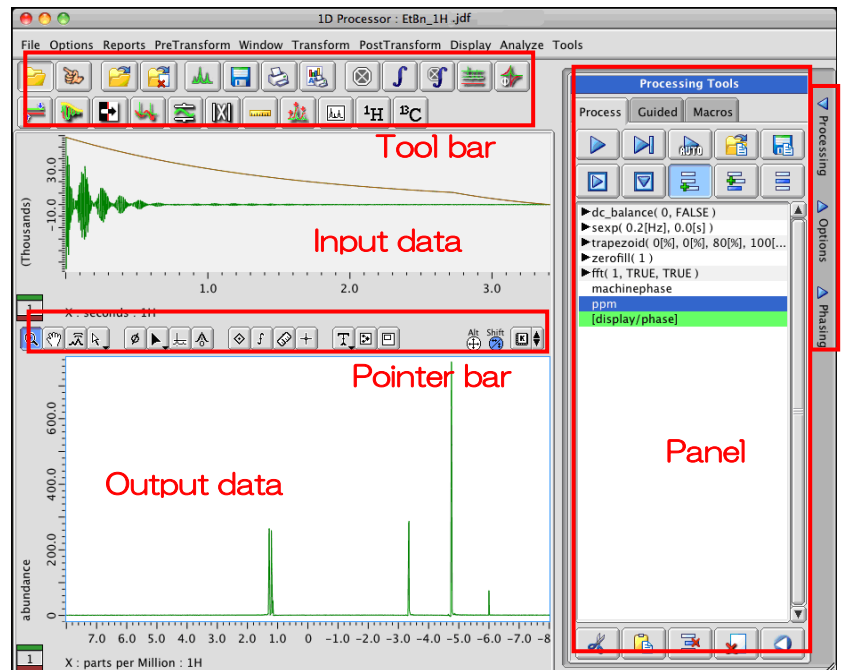 1D Processor : EtBn_1H .jdf
File Options Reports PreTransform Window Transform PostTransform Display Analyze Tools
¹H ¹³C
Tool bar
(Thousands)
-10.0 30.0
Input data
1.0 2.0 3.0
1
X : seconds : 1H
Alt Shift
T K
Pointer bar
abundance
0 200.0 400.0 600.0
Output data
7.0 6.0 5.0 4.0 3.0 2.0 1.0 0 -1.0 -2.0 -3.0 -4.0 -5.0 -6.0 -7.0 -8
1
X : parts per Million : 1H
Processing Tools
Process Guided Macros
AUTO
dc_balance( 0, FALSE )
sexp( 0.2[Hz], 0.0[s] )
trapezoid( 0[%], 0[%], 80[%], 100[...
zerofill( 1 )
fft( 1, TRUE, TRUE )
machinephase
ppm
[display/phase]
Panel
Processing
Options
Phasing